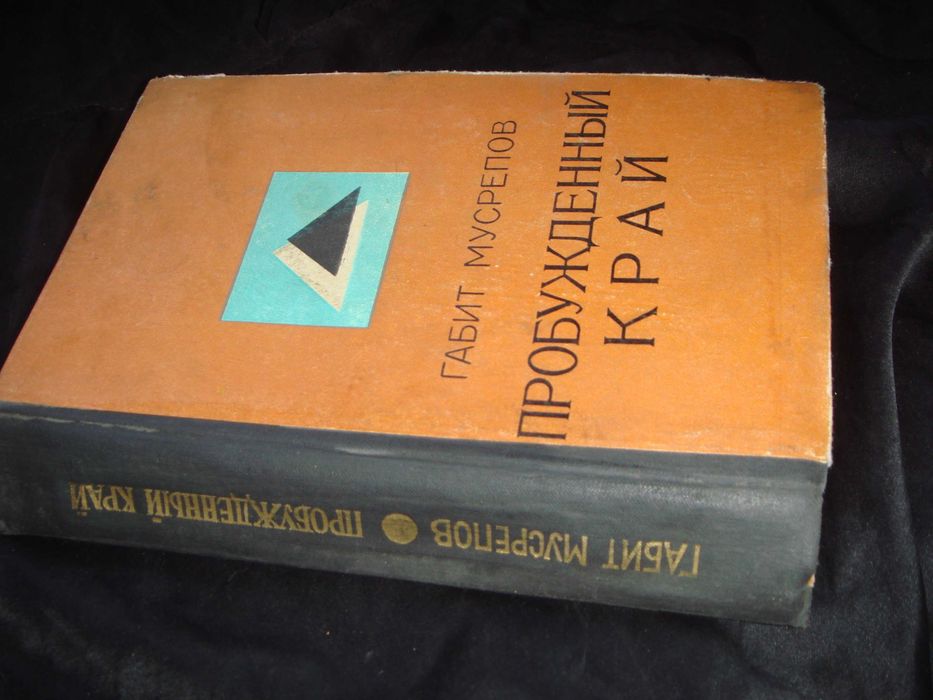 ГАБИТ МУСРЕПОВ
ПРОБУЖДЕННЫЙ
КРАЙ
ГАБИТ МУСРЕПОВ ● ПРОБУЖДЕННЫЙ КРАЙ